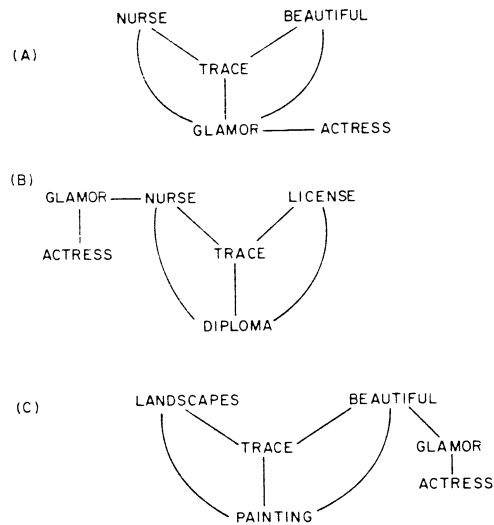 NURSE BEAUTIFUL
(A)
TRACE
GLAMOR ACTRESS
(B)
GLAMOR NURSE LICENSE
ACTRESS TRACE
DIPLOMA
(C) LANDSCAPES BEAUTIFUL
TRACE GLAMOR
ACTRESS
PAINTING